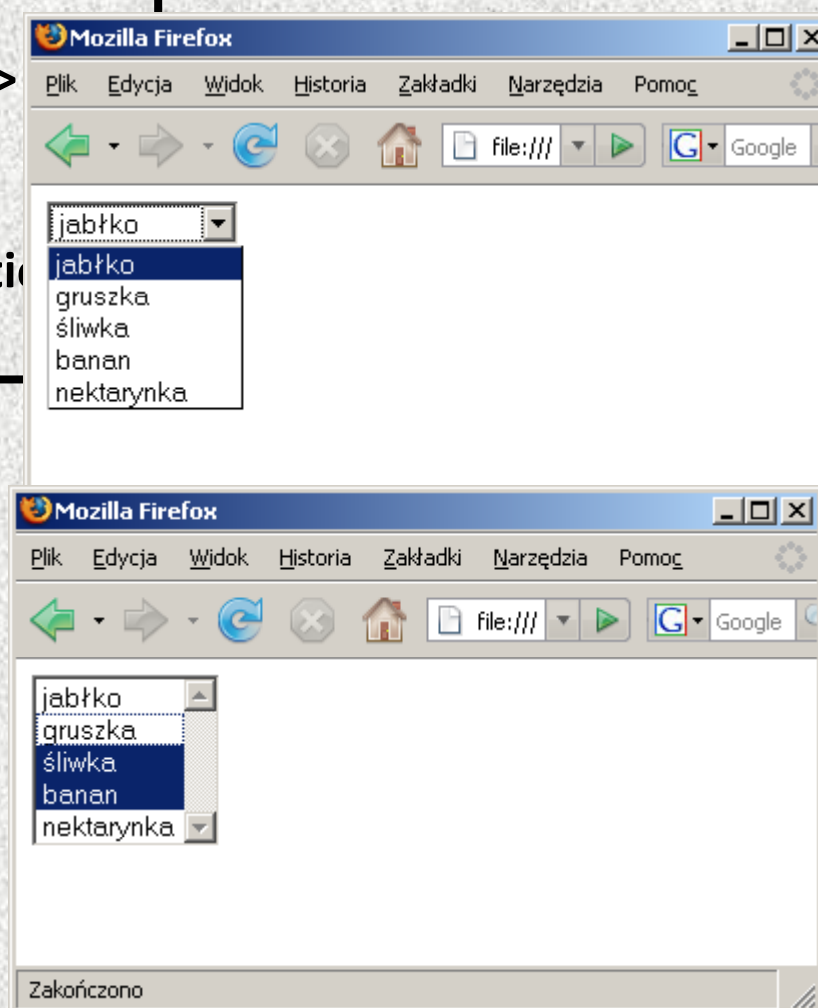 Mozilla Firefox
>
Plik Edycja Widok Historia Zakładki Narzędzia Pomoc
file:/// G Google
jabłko
jabłko
gruszka
śliwka
banan
nektarynka
Mozilla Firefox
Plik Edycja Widok Historia Zakładki Narzędzia Pomoc
file:/// G Google
jabłko
gruszka
śliwka
banan
nektarynka
Zakończono